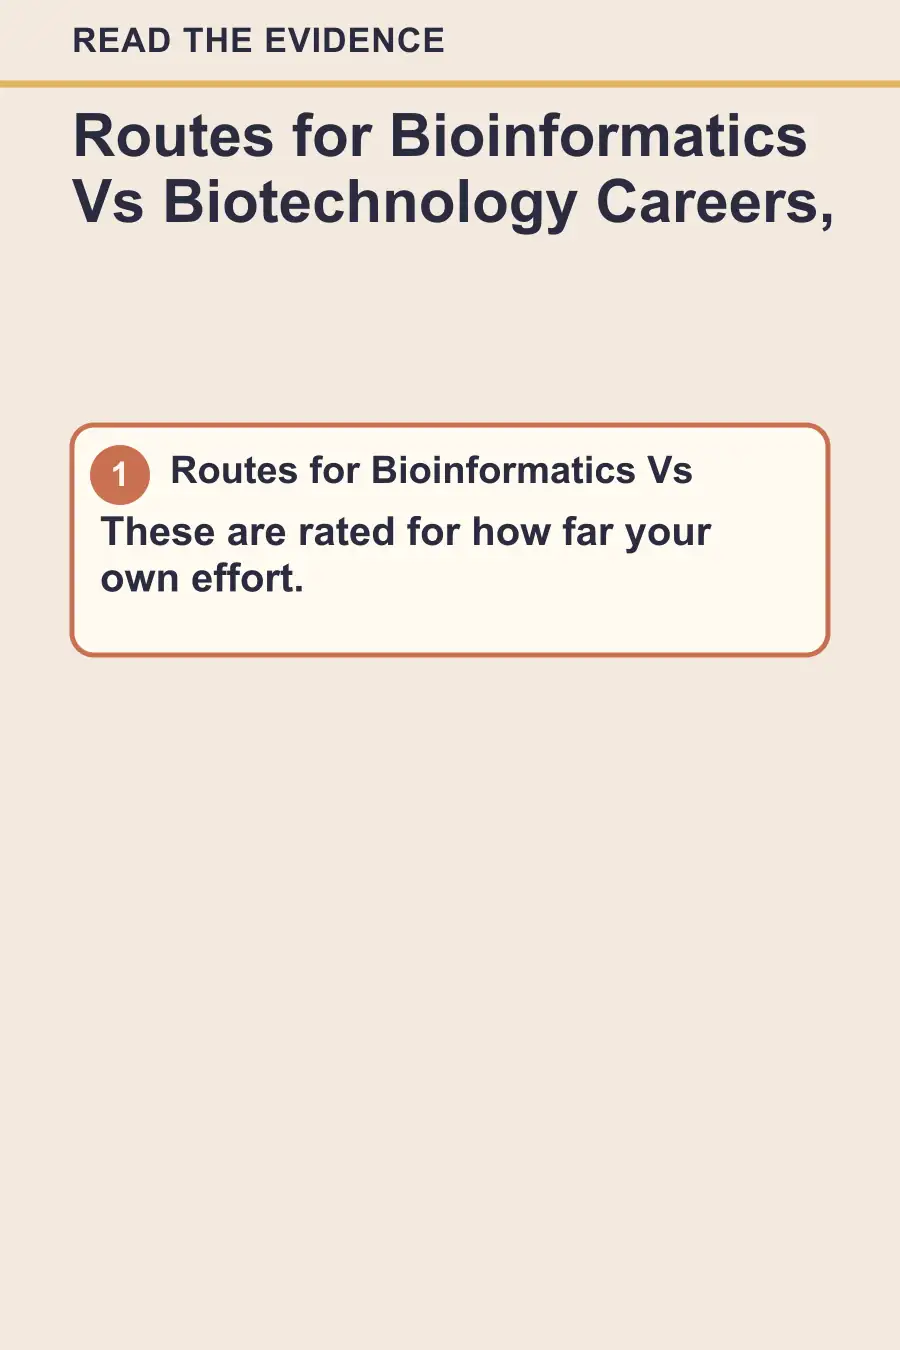 READ THE EVIDENCE
Routes for Bioinformatics
Vs Biotechnology Careers,
1 Routes for Bioinformatics Vs
These are rated for how far your
own effort.